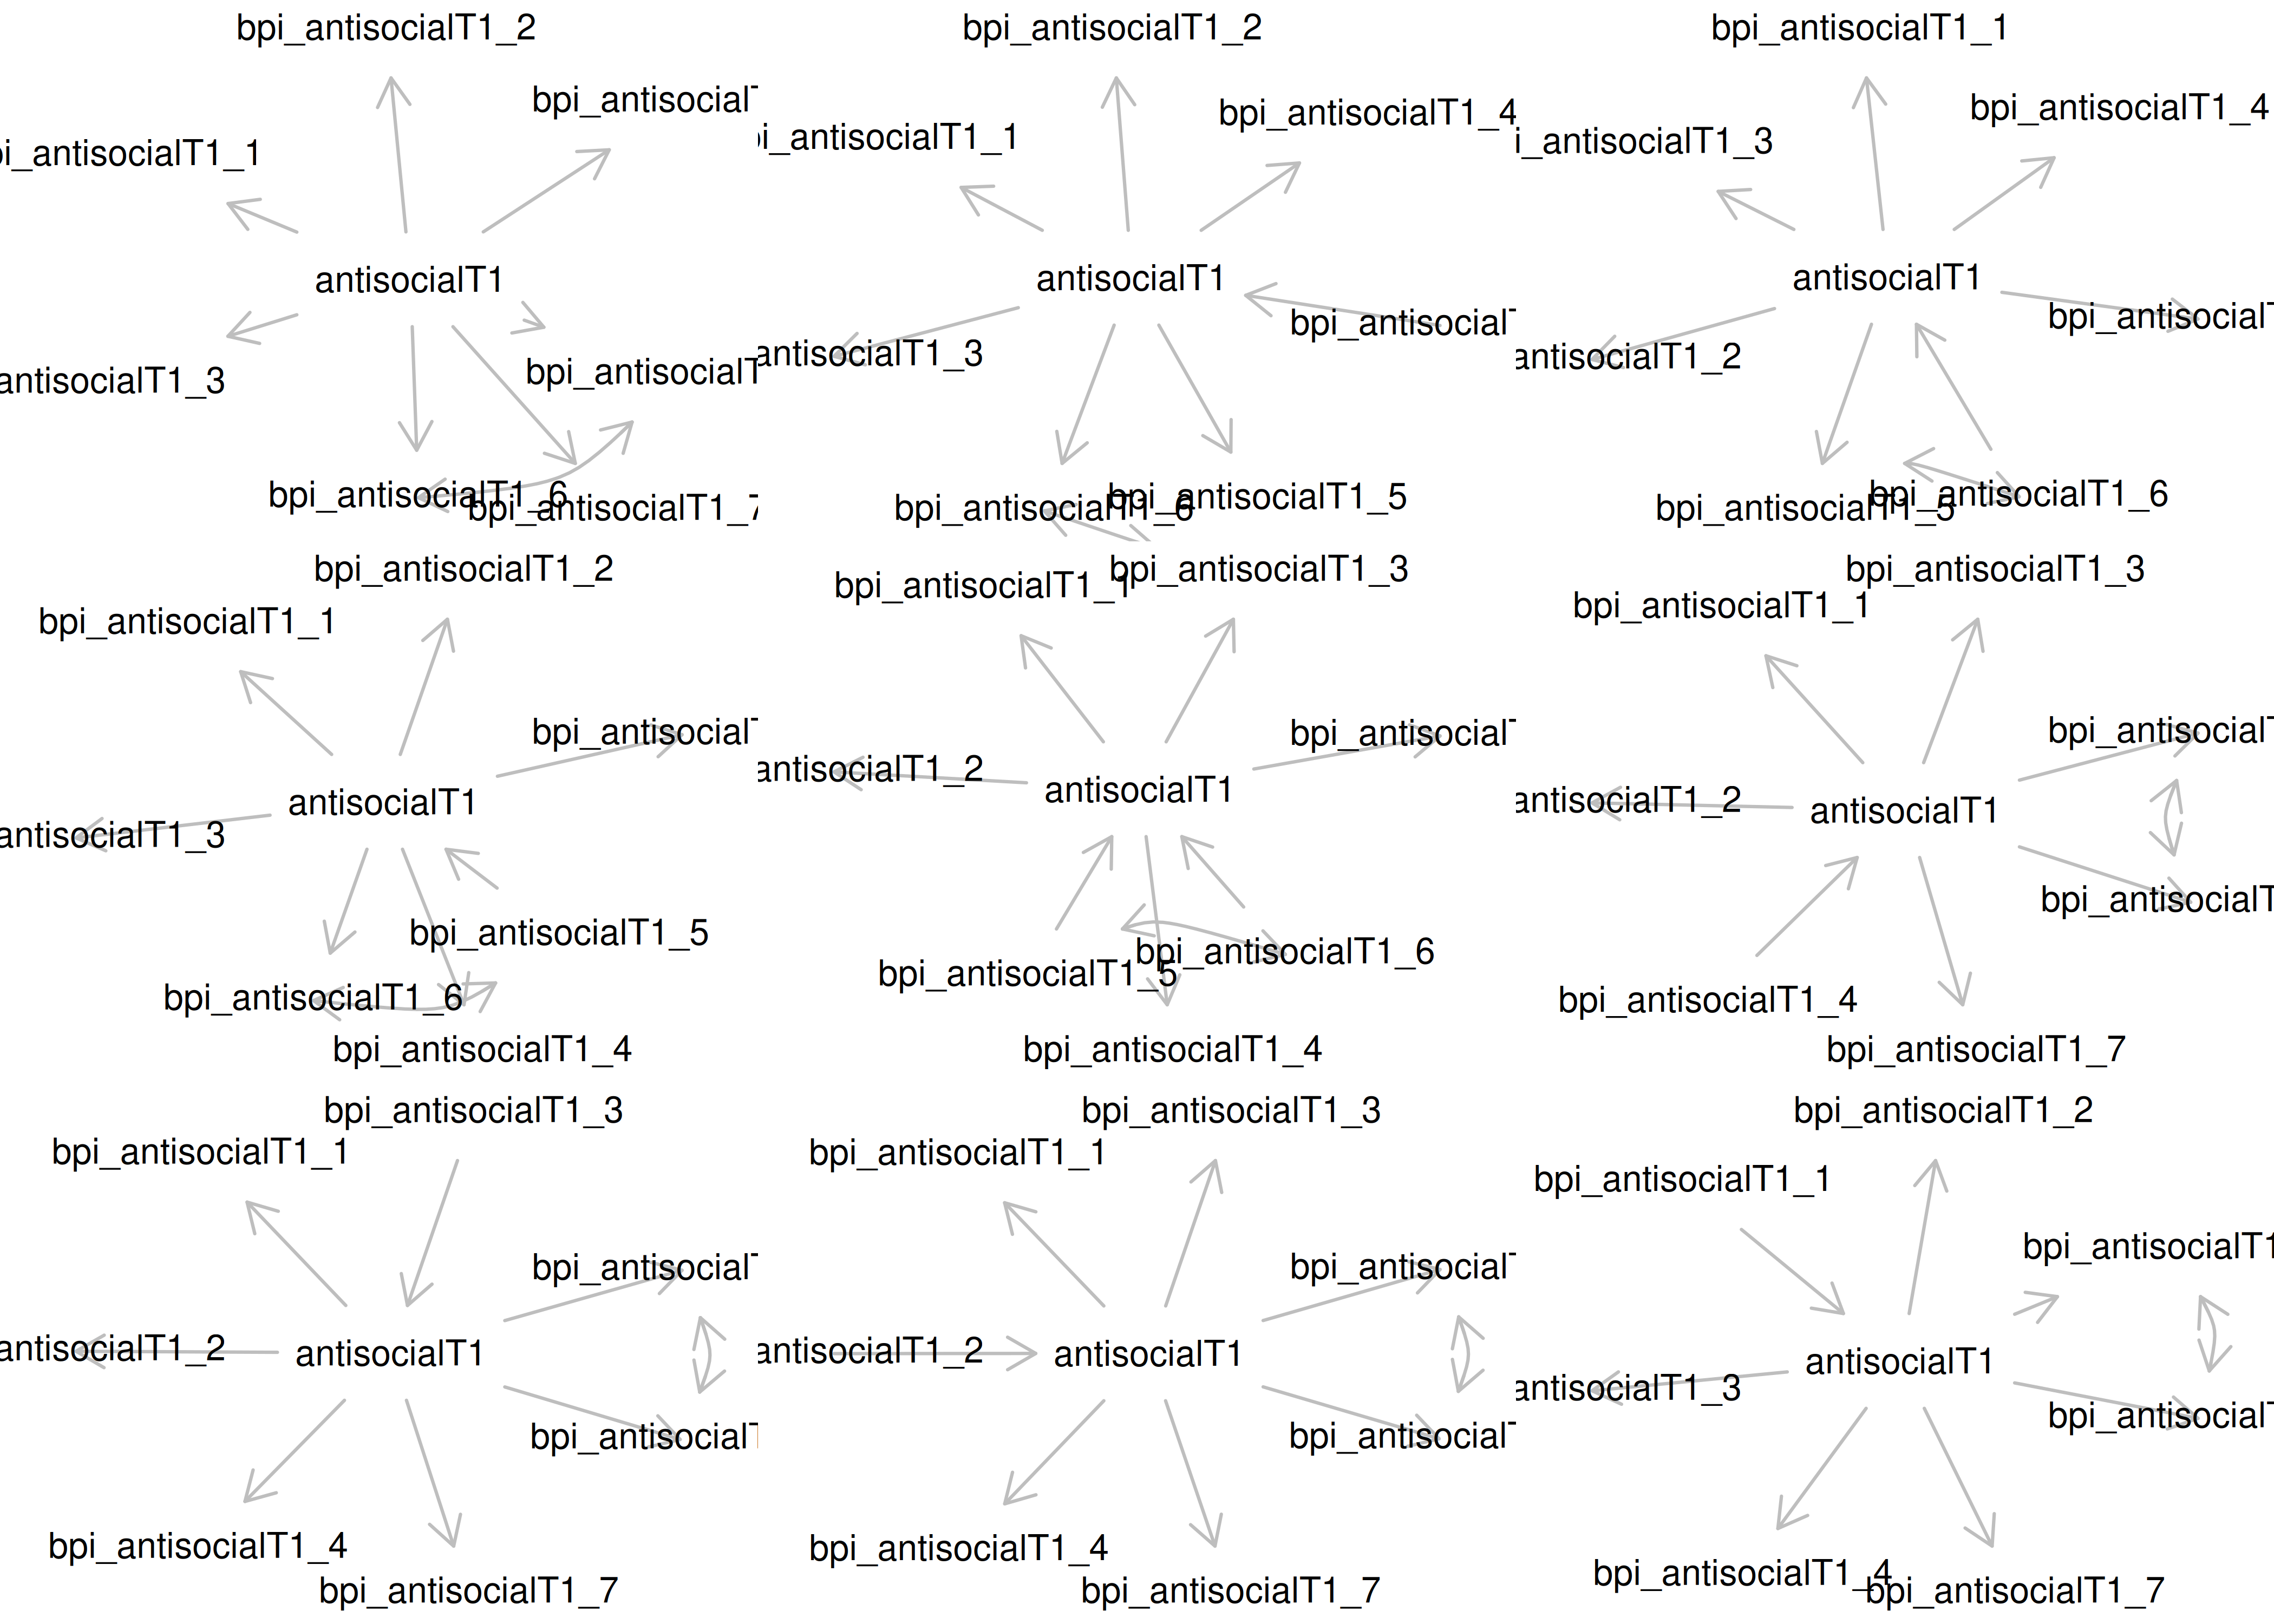 bpi_antisocialT1_2
bpi_antisocial
i_antisocialT1_1
antisocialT1
antisocialT1_3
bpi_antisocialT
bpi_antisocialT1_6
bpi_antisocialT1_7
bpi_antisocialT1_2
bpi_antisocialT1_4
i_antisocialT1_1
antisocialT1
bpi_antisocial
antisocialT1_3
bpi_antisocialT1_5
bpi_antisocialT1_6
bpi_antisocialT1_1
bpi_antisocialT1_4
i_antisocialT1_3
antisocialT1
bpi_antisocial
antisocialT1_2
bpi_antisocialT1_6
bpi_antisocialT1_5
bpi_antisocialT1_2
bpi_antisocialT1_1
bpi_antisocial
antisocialT1
antisocialT1_3
bpi_antisocialT1_5
bpi_antisocialT1_6
bpi_antisocialT1_4
bpi_antisocialT1_3
bpi_antisocialT1_1
bpi_antisocial
antisocialT1_2
antisocialT1
bpi_antisocialT1_6
bpi_antisocialT1_5
bpi_antisocialT1_4
bpi_antisocialT1_3
bpi_antisocialT1_1
bpi_antisocial
antisocialT1_2
antisocialT1
bpi_antisocialT
bpi_antisocialT1_4
bpi_antisocialT1_7
bpi_antisocialT1_3
bpi_antisocialT1_1
bpi_antisocial
antisocialT1_2
antisocialT1
bpi_antisocial
bpi_antisocialT1_4
bpi_antisocialT1_7
bpi_antisocialT1_3
bpi_antisocialT1_1
bpi_antisocial
antisocialT1_2
antisocialT1
bpi_antisocial
bpi_antisocialT1_4
bpi_antisocialT1_7
bpi_antisocialT1_2
bpi_antisocialT1_1
bpi_antisocialT1
antisocialT1
antisocialT1_3
bpi_antisocial
bpi_antisocialT1_4
bpi_antisocialT1_7